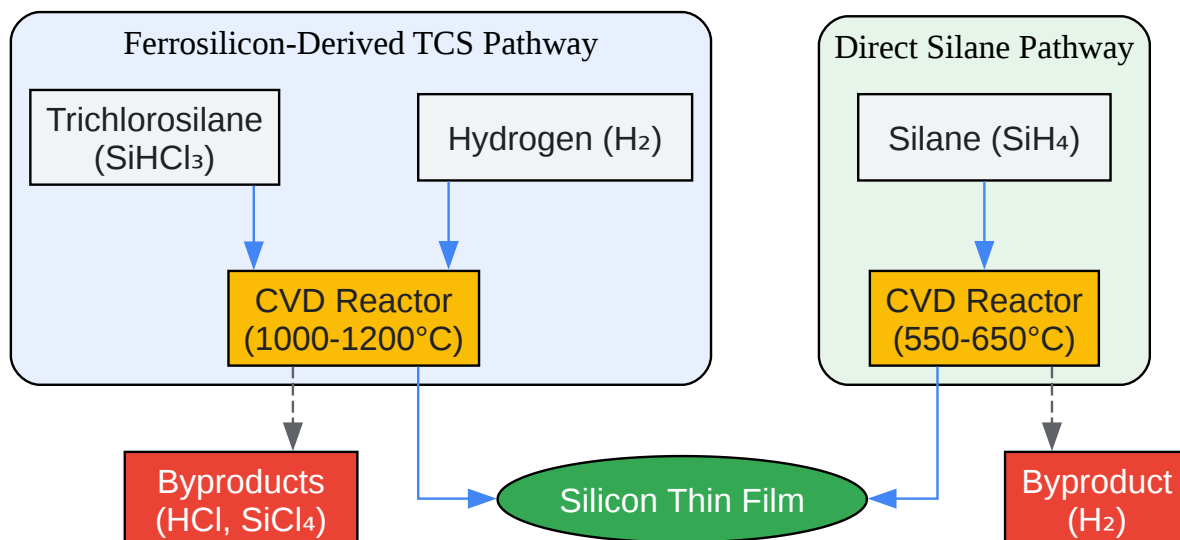 Ferrosilicon-Derived TCS Pathway
Trichlorosilane
(SiHCl₃)
Hydrogen (H₂)
CVD Reactor
(1000-1200°C)
Byproducts
(HCl, SiCl₄)
Silicon Thin Film
Direct Silane Pathway
Silane (SiH₄)
CVD Reactor
(550-650°C)
Byproduct
(H₂)